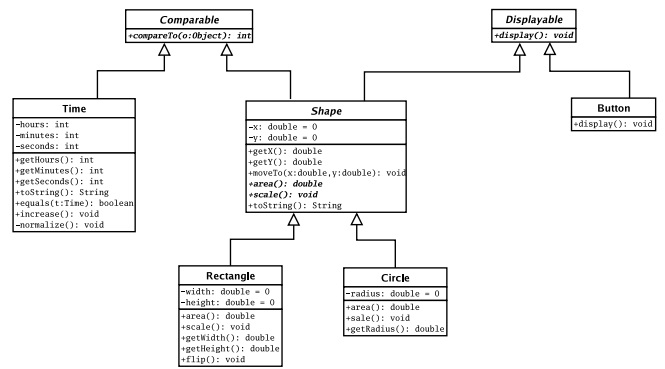 Comparable
+compareTo(o:Object): int
Displayable
+display(): void
Time
-hours: int
-minutes: int
-seconds: int
+getHours(): int
+getMinutes(): int
+getSeconds(): int
+toString(): String
+equals(t:Time): boolean
+increase(): void
-normalize(): void
Shape
-x: double = 0
-y: double = 0
+getX(): double
+getY(): double
+moveTo(x:double,y:double): void
+area(): double
+scale(): void
+toString(): String
Button
+display(): void
Rectangle
-width: double = 0
-height: double = 0
+area(): double
+scale(): void
+getWidth(): double
+getHeight(): double
+flip(): void
Circle
-radius: double = 0
+area(): double
+sale(): void
+getRadius(): double